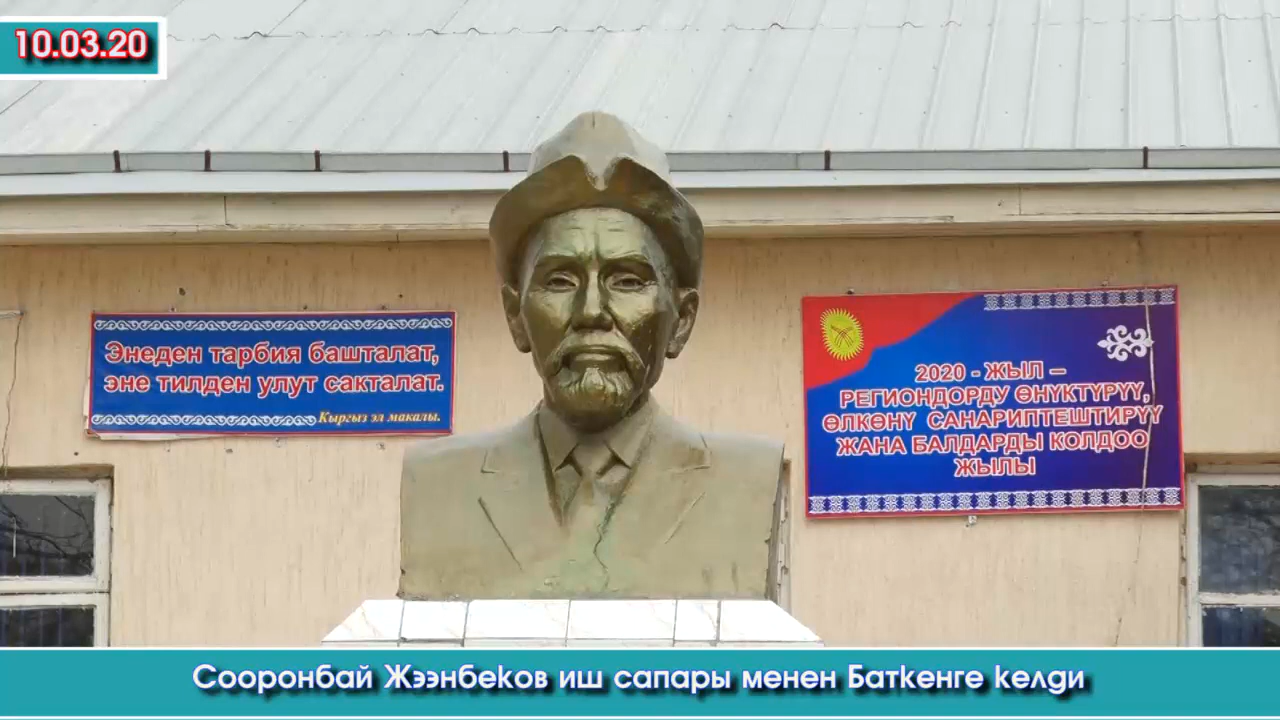 10.03.20
Энеден тарбия башталат,
эне тилден улут сакталат.
Кыргыз эл макалы.
2020 - ЖЫЛ –
РЕГИОНДОРДУ ӨНҮКТҮРҮҮ,
ӨЛКӨНҮ САНАРИПТЕШТИРҮҮ
ЖАНА БАЛДАРДЫ КОЛДОО
ЖЫЛЫ
Сооронбай Жээнбеков иш сапары менен Баткенге келди